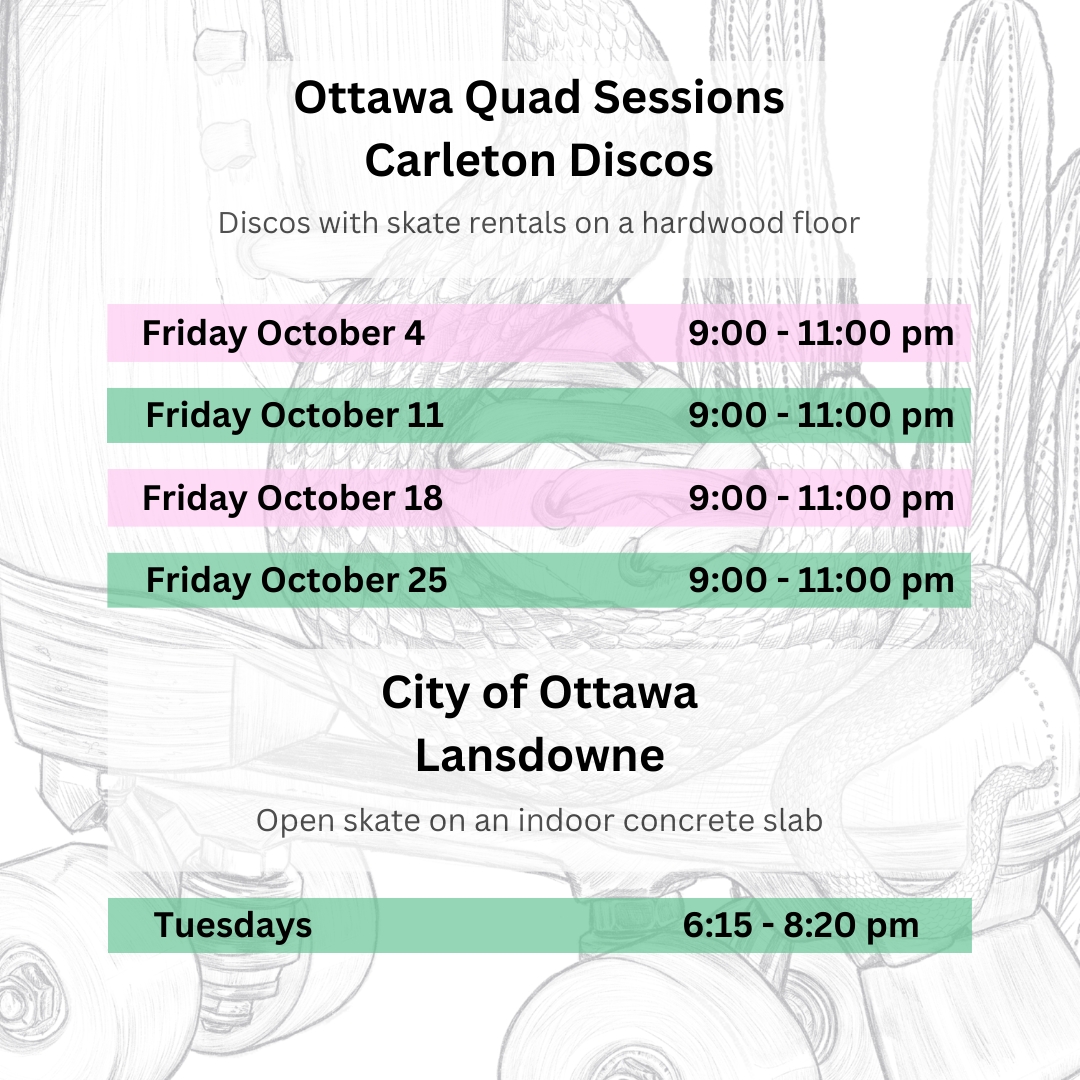 Ottawa Quad Sessions
Carleton Discos
Discos with skate rentals on a hardwood floor
Friday October 4 9:00 - 11:00 pm
Friday October 11 9:00 - 11:00 pm
Friday October 18 9:00 - 11:00 pm
Friday October 25 9:00 - 11:00 pm
City of Ottawa
Lansdowne
Open skate on an indoor concrete slab
Tuesdays 6:15 - 8:20 pm